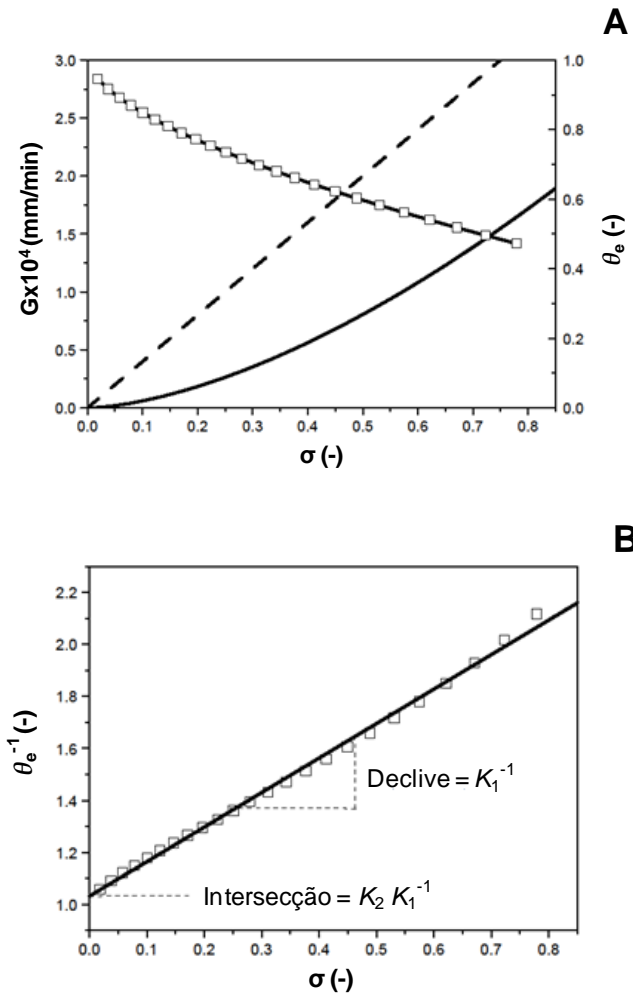 A
3.0
2.5
2.0
1.5
1.0
0.5
0.0
Gx10⁴ (mm/min)
1.0
0.8
0.6
0.4
0.2
0.0
θe (-)
0.0 0.1 0.2 0.3 0.4 0.5 0.6 0.7 0.8
σ (-)
B
2.2
2.0
1.8
1.6
1.4
1.2
1.0
θe⁻¹ (-)
Declive = K₁⁻¹
Intersecção = K₂ K₁⁻¹
0.0 0.1 0.2 0.3 0.4 0.5 0.6 0.7 0.8
σ (-)